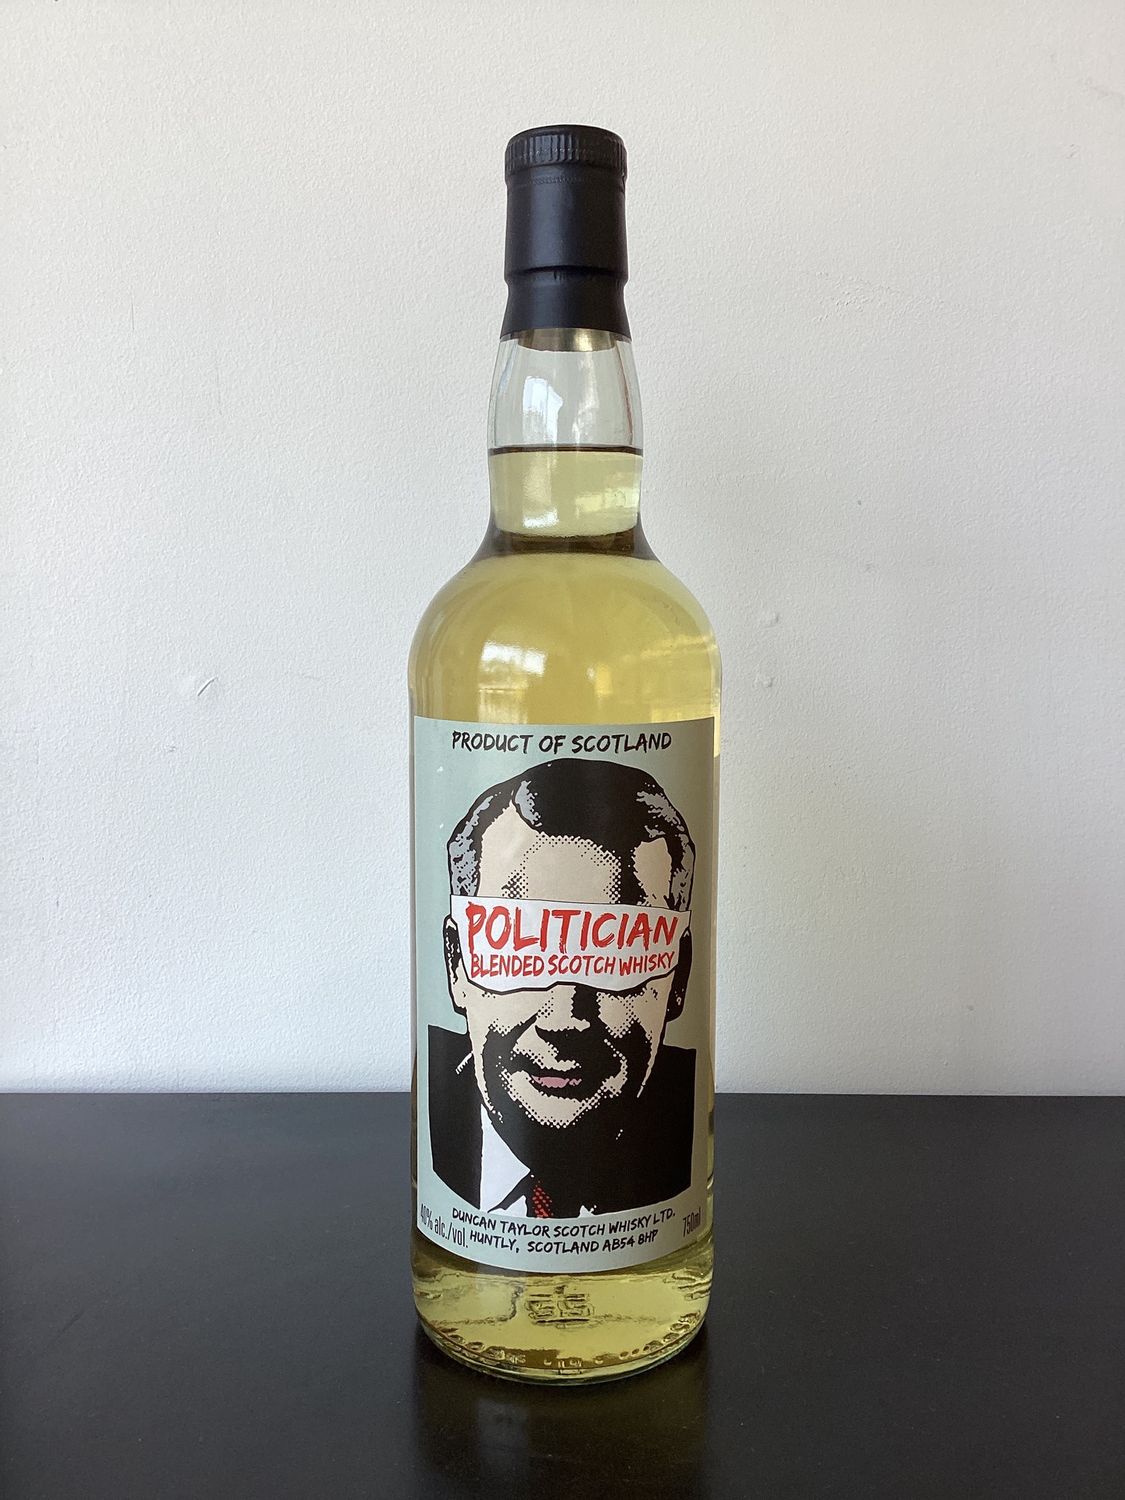 PRODUCT OF SCOTLAND
POLITICIAN
BLENDED SCOTCH WHISKY
40% alc./vol.
DUNCAN TAYLOR SCOTCH WHISKY LTD.
HUNTLY, SCOTLAND AB54 8HP
750ml